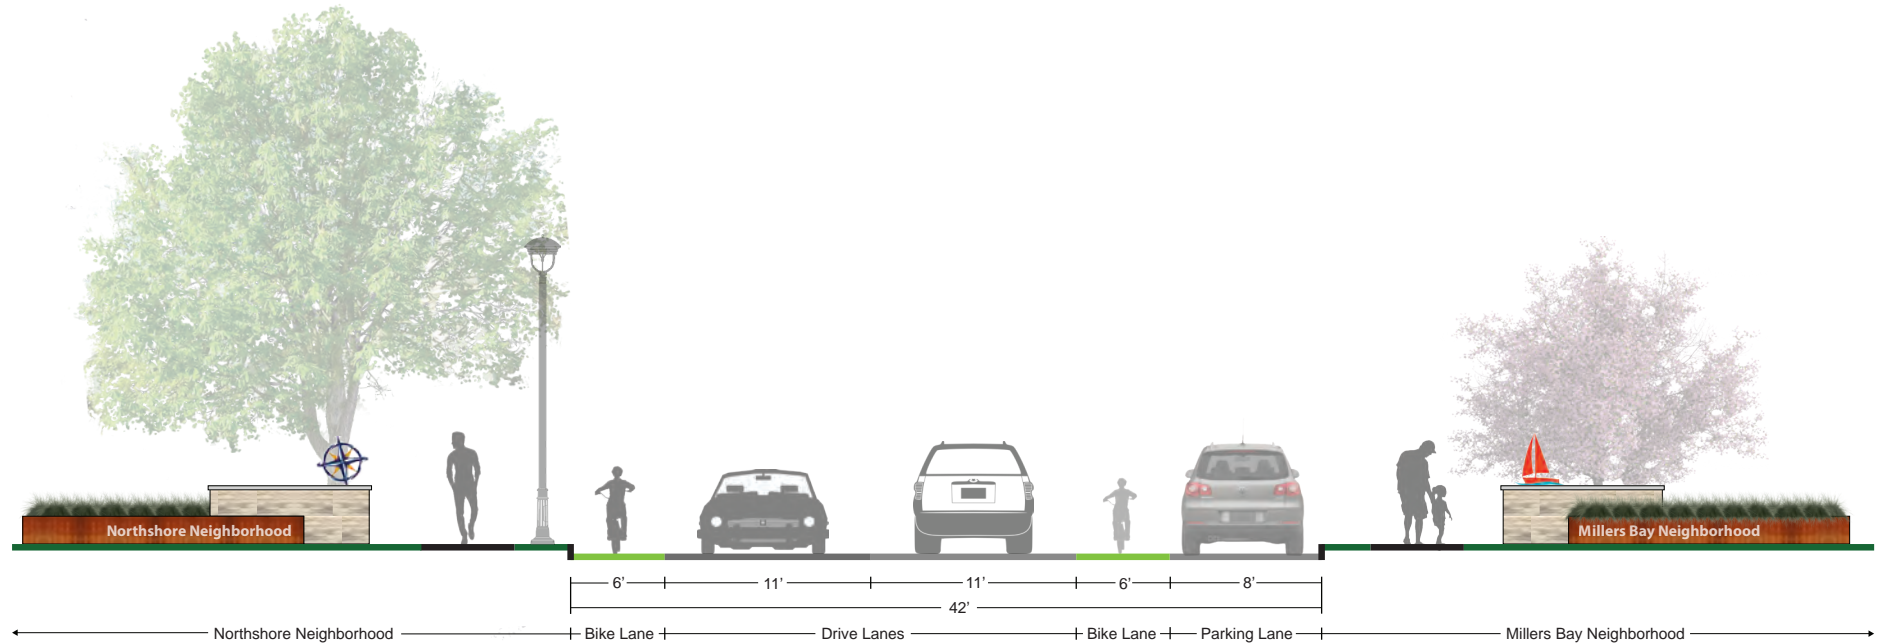 Northshore Neighborhood
Millers Bay Neighborhood
6’
11’
11’
6’
8’
42’
Northshore Neighborhood
Bike Lane
Drive Lanes
Bike Lane
Parking Lane
Millers Bay Neighborhood